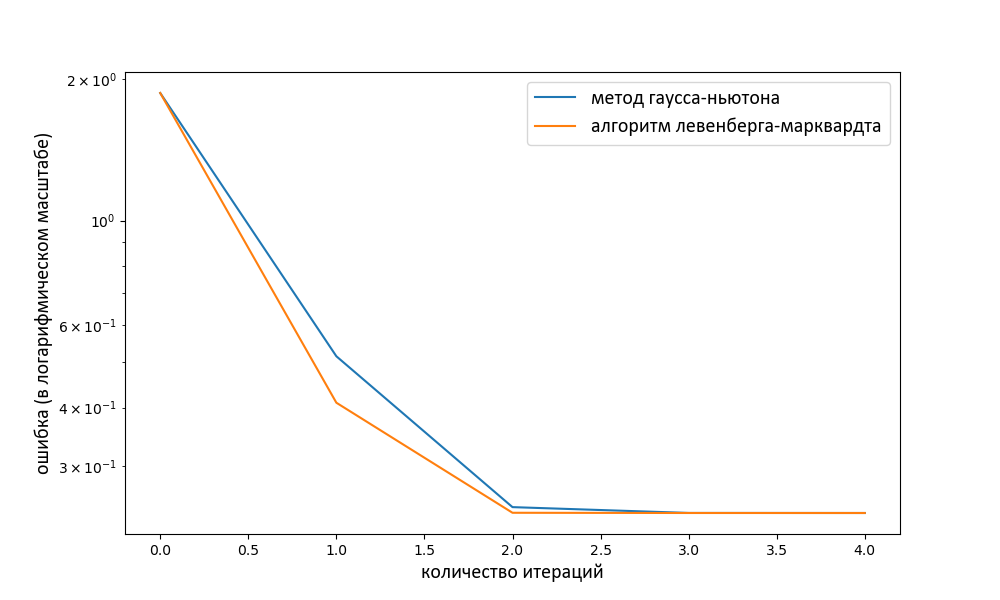 метод гаусса-ньютона
алгоритм левенберга-марквардта
ошибка (в логарифмическом масштабе)
2 × 10⁰
10⁰
6 × 10⁻¹
4 × 10⁻¹
3 × 10⁻¹
0.0 0.5 1.0 1.5 2.0 2.5 3.0 3.5 4.0
количество итераций